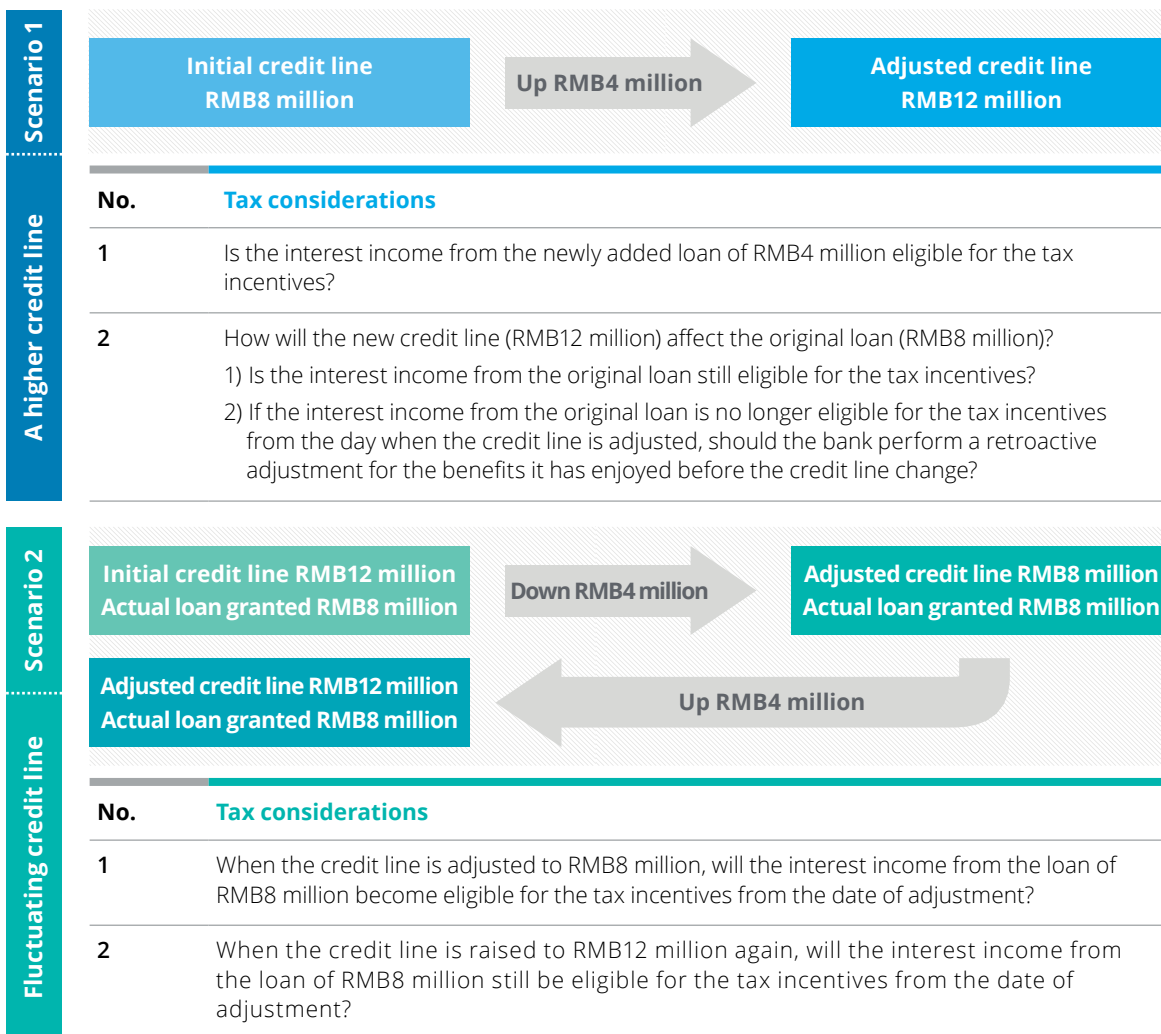 Scenario 1
A higher credit line
Initial credit line
RMB8 million
Up RMB4 million
Adjusted credit line
RMB12 million
No.
Tax considerations
1
Is the interest income from the newly added loan of RMB4 million eligible for the tax
incentives?
2
How will the new credit line (RMB12 million) affect the original loan (RMB8 million)?
1) Is the interest income from the original loan still eligible for the tax incentives?
2) If the interest income from the original loan is no longer eligible for the tax incentives
from the day when the credit line is adjusted, should the bank perform a retroactive
adjustment for the benefits it has enjoyed before the credit line change?
Scenario 2
Fluctuating credit line
Initial credit line RMB12 million
Actual loan granted RMB8 million
Down RMB4 million
Adjusted credit line RMB8 million
Actual loan granted RMB8 million
Up RMB4 million
Adjusted credit line RMB12 million
Actual loan granted RMB8 million
No.
Tax considerations
1
When the credit line is adjusted to RMB8 million, will the interest income from the loan of
RMB8 million become eligible for the tax incentives from the date of adjustment?
2
When the credit line is raised to RMB12 million again, will the interest income from
the loan of RMB8 million still be eligible for the tax incentives from the date of
adjustment?